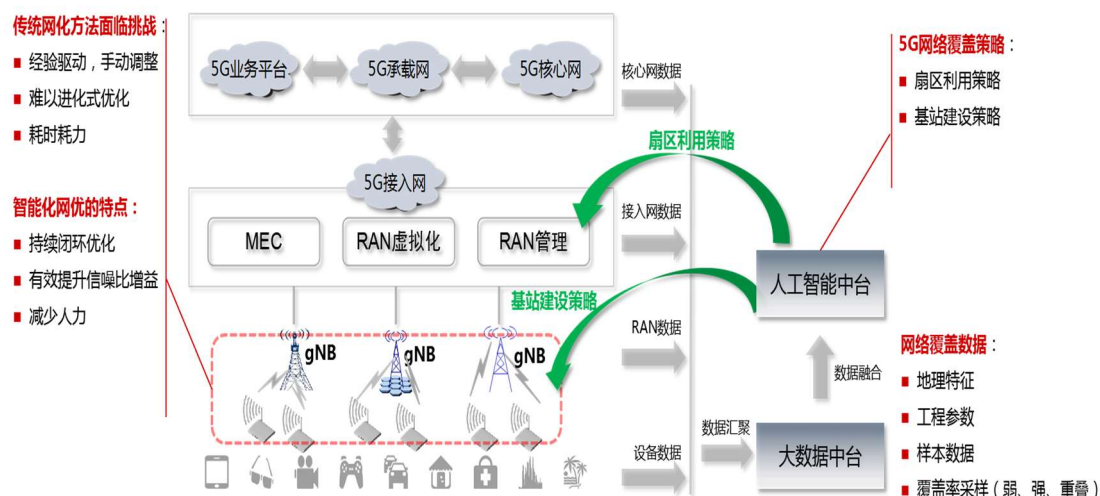 传统网化方法面临挑战：
■ 经验驱动，手动调整
■ 难以进化式优化
■ 耗时耗力
智能化网优的特点：
■ 持续闭环优化
■ 有效提升信噪比增益
■ 减少人力
5G业务平台
5G承载网
5G核心网
5G接入网
MEC
RAN虚拟化
RAN管理
gNB
gNB
gNB
核心网数据
接入网数据
RAN数据
设备数据
扇区利用策略
基站建设策略
数据汇聚
数据融合
人工智能中台
大数据中台
5G网络覆盖策略：
■ 扇区利用策略
■ 基站建设策略
网络覆盖数据：
■ 地理特征
■ 工程参数
■ 样本数据
■ 覆盖率采样（弱、强、重叠）